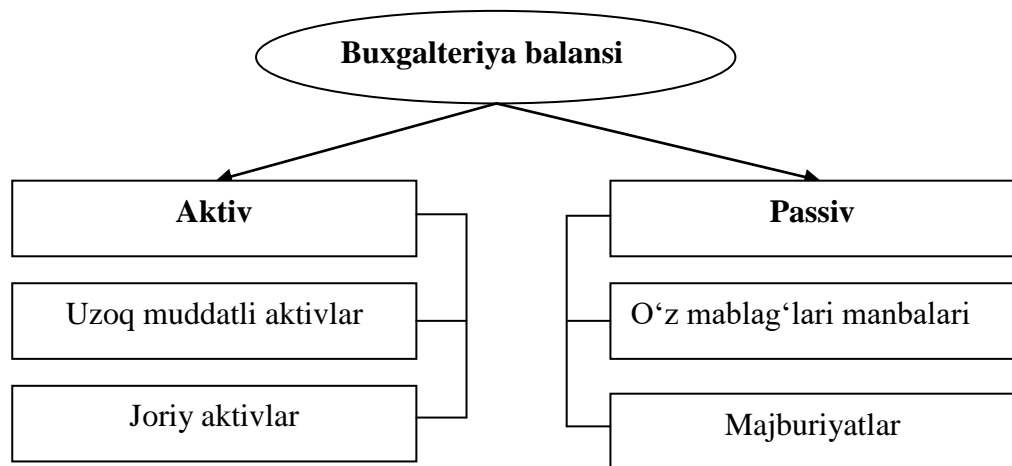 Buxgalteriya balansi
Aktiv
Passiv
Uzoq muddatli aktivlar
O‘z mablag‘lari manbalari
Joriy aktivlar
Majburiyatlar